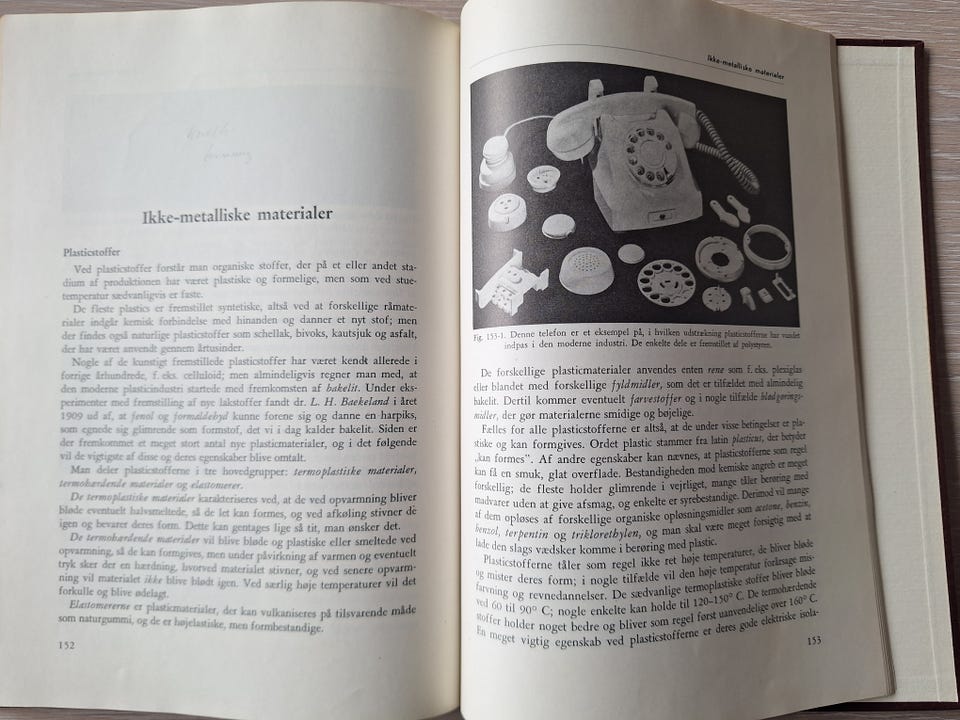 Ikke-metalliske materialer
Plasticstoffer
Ved plasticstoffer forstår man organiske stoffer, der på et eller andet sta-
dium af produktionen har været plastiske og formelige, men som ved stue-
temperatur sædvanligvis er faste.
De fleste plastics er fremstillet syntetiske, altså ved at forskellige råmate-
rialer indgår kemisk forbindelse med hinanden og danner et nyt stof; men
der findes også naturlige plasticstoffer som schellak, bivoks, kautsjuk og asfalt,
der har været anvendt gennem årtusinder.
Nogle af de kunstigt fremstillede plasticstoffer har været kendt allerede i
forrige århundrede, f. eks. celluloid; men almindeligvis regner man med, at
den moderne plasticindustri startede med fremkomsten af bakelit. Under eks-
perimenter med fremstilling af nye lakstoffer fandt dr. L. H. Baekeland i året
1909 ud af, at fenol og formaldehyd kunne forene sig og danne en harpiks,
som egnede sig glimrende som formstof, det vi i dag kalder bakelit. Siden er
der fremkommet et meget stort antal nye plasticmaterialer, og i det følgende
vil de vigtigste af disse og deres egenskaber blive omtalt.
Man deler plasticstofferne i tre hovedgrupper: termoplastiske materialer,
termohærdende materialer og elastomerer.
De termoplastiske materialer karakteriseres ved, at de ved opvarmning bliver
bløde eventuelt halvsmeltede, så de let kan formes, og ved afkøling stivner de
igen og bevarer deres form. Dette kan gentages lige så tit, man ønsker det.
De termohærdende materialer vil blive bløde og plastiske eller smeltede ved
opvarmning, så de kan formgives, men under påvirkning af varmen og eventuelt
tryk sker der en hærdning, hvorved materialet stivner, og ved senere opvarm-
ning vil materialet ikke blive blødt igen. Ved særlig høje temperaturer vil det
forkulle og blive ødelagt.
Elastomererne er plasticmaterialer, der kan vulkaniseres på tilsvarende måde
som naturgummi, og de er højelastiske, men formbestandige.
152
Ikke-metalliske materialer
Fig. 153-1. Denne telefon er et eksempel på, i hvilken udstrækning plasticstofferne har vundet
indpas i den moderne industri. De enkelte dele er fremstillet af polystyren.
De forskellige plasticmaterialer anvendes enten rene som f. eks. plexiglas
eller blandet med forskellige fyldmidler, som det er tilfældet med almindelig
bakelit. Dertil kommer eventuelt farvestoffer og i nogle tilfælde blødgørings-
midler, der gør materialerne smidige og bøjelige.
Fælles for alle plasticstofferne er altså, at de under visse betingelser er pla-
stiske og kan formgives. Ordet plastic stammer fra latin plasticus, der betyder
„kan formes”. Af andre egenskaber kan nævnes, at plasticstofferne som regel
kan få en smuk, glat overflade. Bestandigheden mod kemiske angreb er meget
forskellig; de fleste holder glimrende i vejrligt, mange tåler berøring med
madvarer uden at give afsmag, og enkelte er syrebestandige. Derimod vil mange
af dem opløses af forskellige organiske opløsningsmidler som acetone, benzin,
benzol, terpentin og trikloretbylen, og man skal være meget forsigtig med at
lade den slags vædsker komme i berøring med plastic.
Plasticstofferne tåler som regel ikke ret høje temperaturer, de bliver bløde
og mister deres form; i nogle tilfælde vil den høje temperatur forårsage mis-
farvning og revnedannelser. De sædvanlige termoplastiske stoffer bliver bløde
ved 60 til 90° C; nogle enkelte kan holde til 120–150° C. De termohærdende
stoffer holder noget bedre og bliver som regel først uanvendelige over 160° C.
En meget vigtig egenskab ved plasticstofferne er deres gode elektriske isola-
153